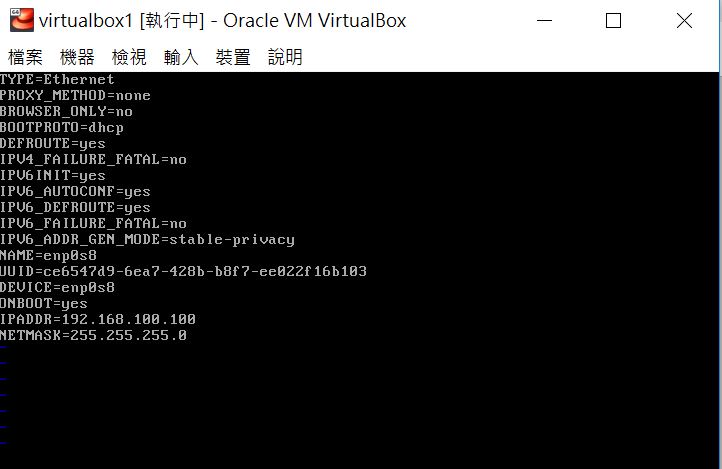 virtualbox1 [執行中] - Oracle VM VirtualBox
檔案 機器 檢視 輸入 裝置 說明
TYPE=Ethernet
PROXY_METHOD=none
BROWSER_ONLY=no
BOOTPROTO=dhcp
DEFROUTE=yes
IPV4_FAILURE_FATAL=no
IPV6INIT=yes
IPV6_AUTOCONF=yes
IPV6_DEFROUTE=yes
IPV6_FAILURE_FATAL=no
IPV6_ADDR_GEN_MODE=stable-privacy
NAME=enp0s8
UUID=ce6547d9-6ea7-428b-b8f7-ee022f16b103
DEVICE=enp0s8
ONBOOT=yes
IPADDR=192.168.100.100
NETMASK=255.255.255.0
~
~
~
~
~
~
~